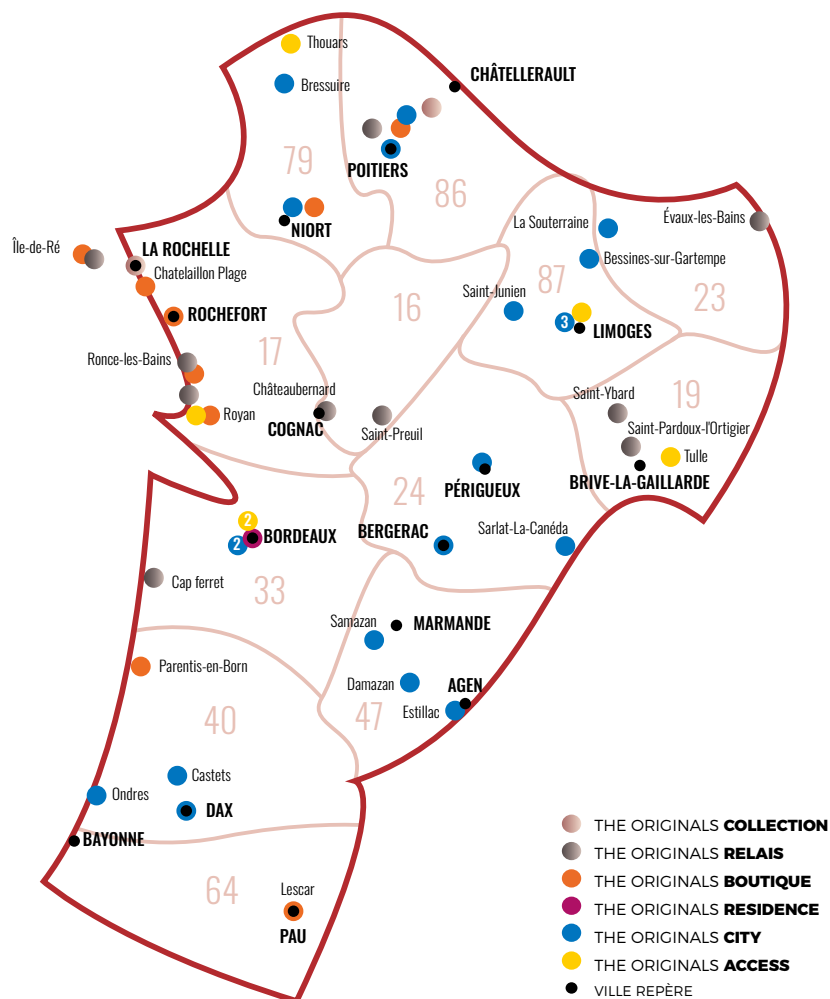 Thouars
CHÂTELLERAULT
Bressuire
79
POITIERS
86
La Souterraine
Évaux-les-Bains
NIORT
Île-de-Ré
LA ROCHELLE
Chatelaillon Plage
Bessines-sur-Gartempe
87
Saint-Junien
23
16
ROCHEFORT
3
LIMOGES
17
Ronce-les-Bains
Châteaubernard
19
Saint-Ybard
Royan
COGNAC
Saint-Preuil
Saint-Pardoux-l'Ortigier
Tulle
BRIVE-LA-GAILLARDE
24
PÉRIGUEUX
2
BORDEAUX
2
BERGERAC
Sarlat-La-Canéda
Cap ferret
33
Samazan
MARMANDE
Parentis-en-Born
Damazan
AGEN
Estillac
47
40
Castets
Ondres
DAX
BAYONNE
64
Lescar
PAU
THE ORIGINALS COLLECTION
THE ORIGINALS RELAIS
THE ORIGINALS BOUTIQUE
THE ORIGINALS RESIDENCE
THE ORIGINALS CITY
THE ORIGINALS ACCESS
VILLE REPÈRE